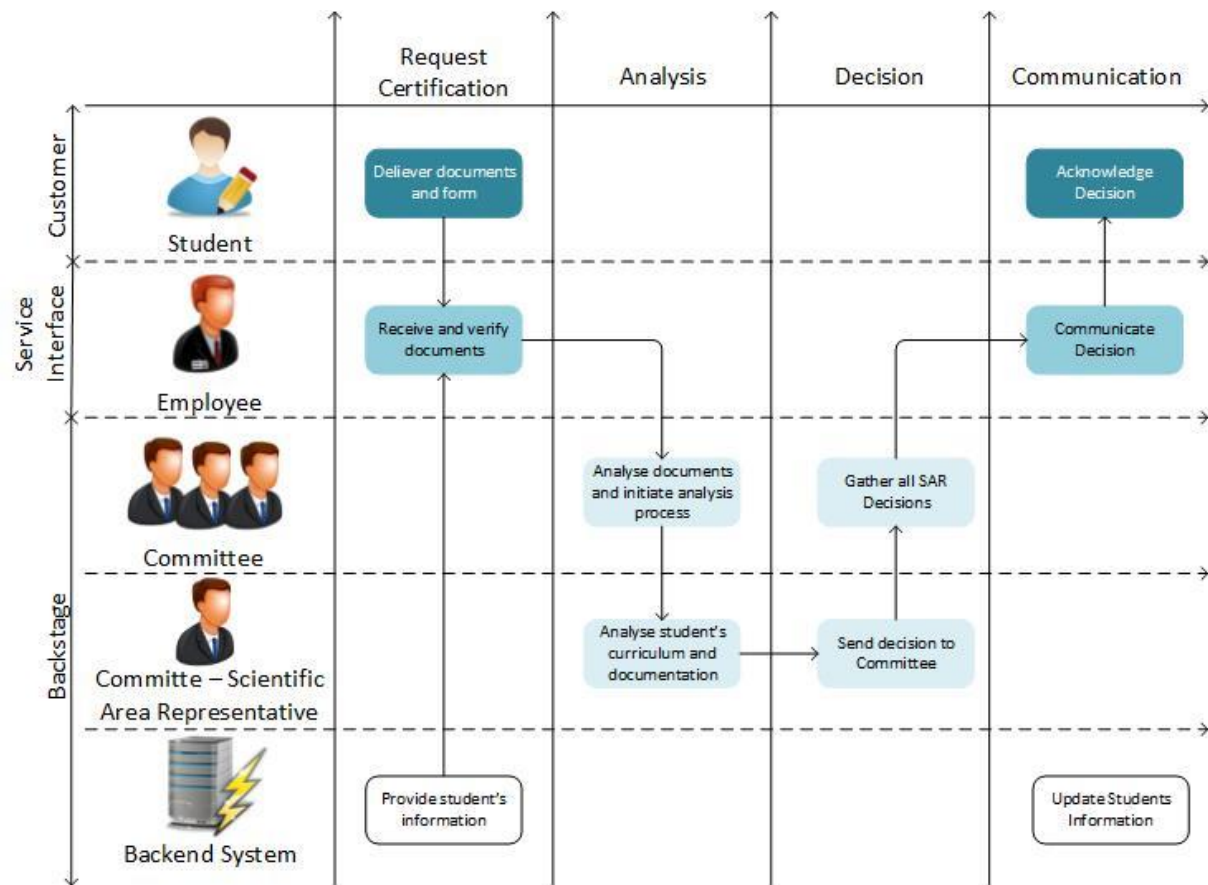 Request
Certification
Analysis
Decision
Communication
Customer
Student
Deliever documents
and form
Acknowledge
Decision
Service
Interface
Employee
Receive and verify
documents
Communicate
Decision
Backstage
Committee
Analyse documents
and initiate analysis
process
Gather all SAR
Decisions
Committe – Scientific
Area Representative
Analyse student's
curriculum and
documentation
Send decision to
Committee
Backend System
Provide student's
information
Update Students
Information